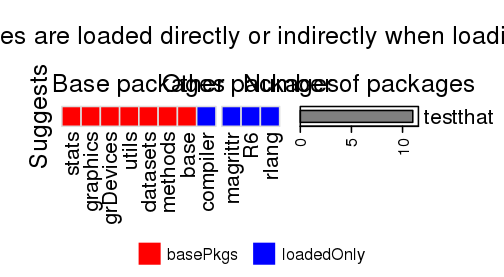 es are loaded directly or indirectly when loadi
Base packages
Other packages
Number of packages
Suggests
testthat
stats
graphics
grDevices
utils
datasets
methods
base
compiler
magrittr
R6
rlang
0
5
10
basePkgs
loadedOnly